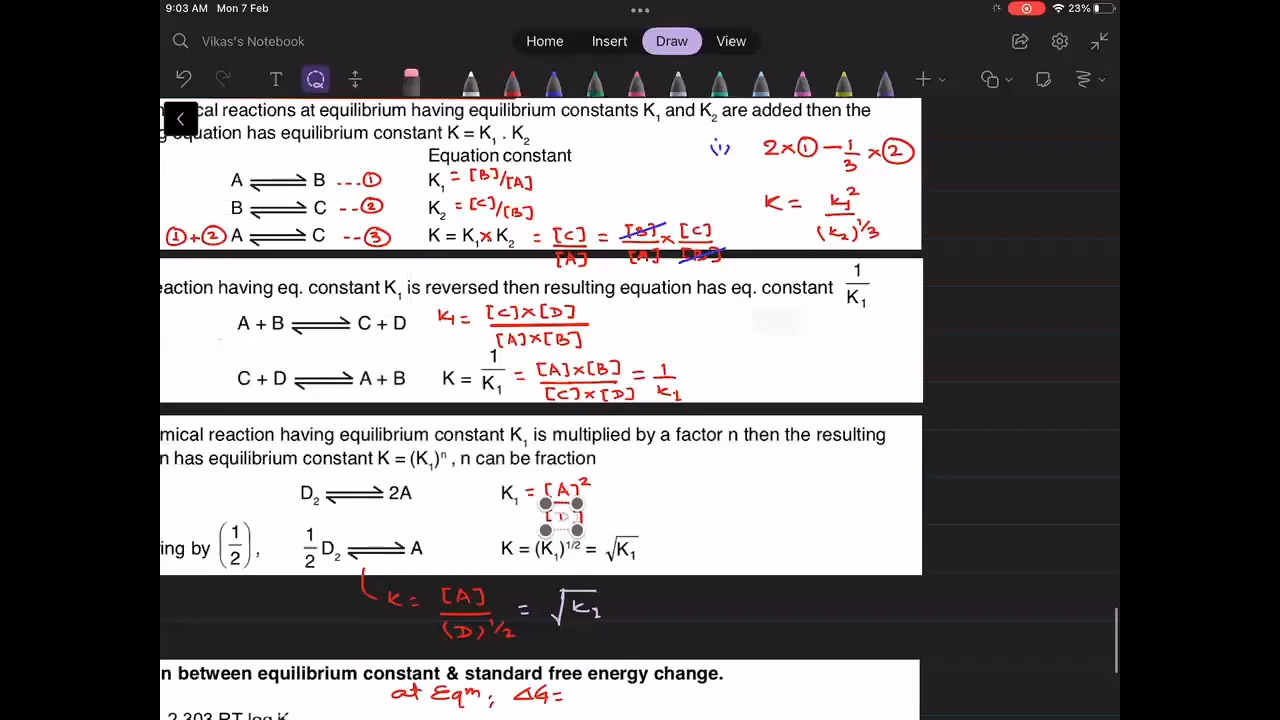 9:03 AM Mon 7 Feb
23%
Vikas's Notebook
Home Insert Draw View
ical reactions at equilibrium having equilibrium constants K₁ and K₂ are added then the
equation has equilibrium constant K = K₁ . K₂
Equation constant
(i) 2 × ① − 1/3 × ②
A ⇌ B ---① K₁ = [B]/[A]
B ⇌ C ---② K₂ = [C]/[B]
K = K₁²/(K₂)^1/3
①+② A ⇌ C ---③ K = K₁ × K₂ = [C]/[A] = [B]/[A] × [C]/[B]
eaction having eq. constant K₁ is reversed then resulting equation has eq. constant 1/K₁
A + B ⇌ C + D K₁ = [C]×[D]/[A]×[B]
C + D ⇌ A + B K = 1/K₁ = [A]×[B]/[C]×[D] = 1/K₁
mical reaction having equilibrium constant K₁ is multiplied by a factor n then the resulting
n has equilibrium constant K = (K₁)ⁿ , n can be fraction
D₂ ⇌ 2A K₁ = [A]²/[D]
ing by (1/2), 1/2 D₂ ⇌ A K = (K₁)^1/2 = √K₁
K = [A]/(D)^1/2 = √K₁
n between equilibrium constant & standard free energy change.
at Eqm; ΔG =
2.303 RT log K